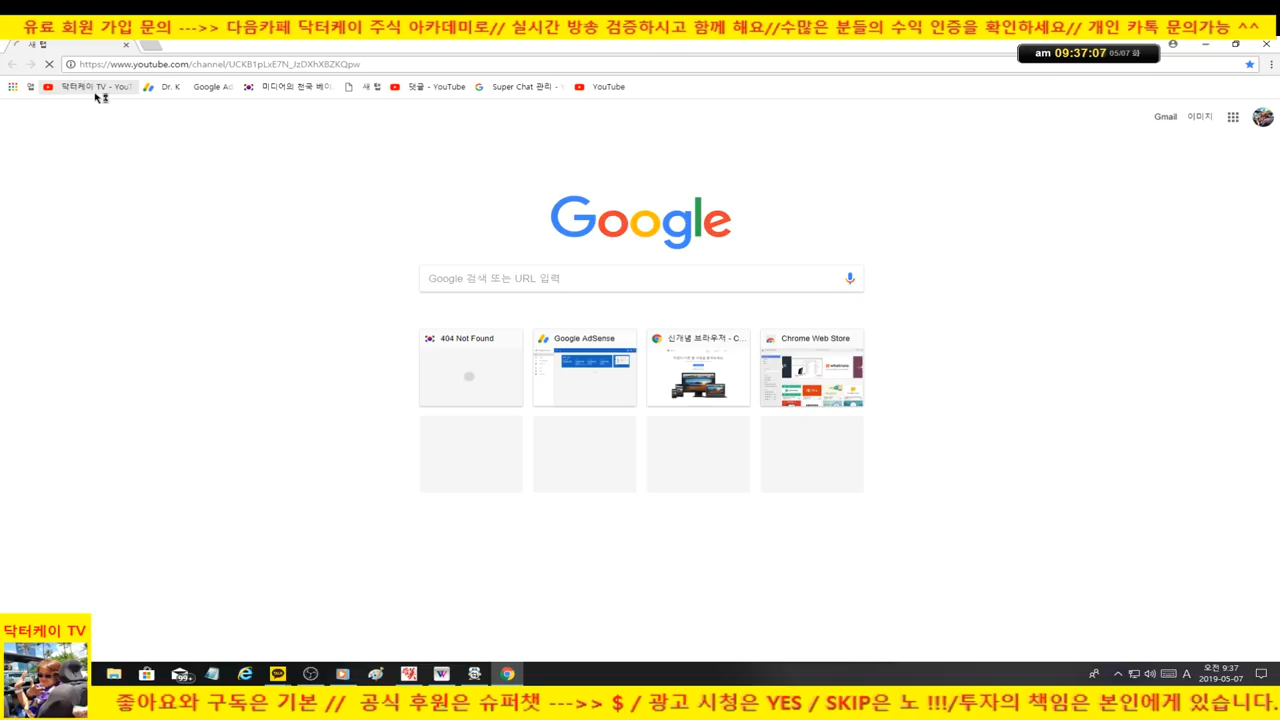 유료 회원 가입 문의 --->> 다음카페 닥터케이 주식 아카데미로// 실시간 방송 검증하시고 함께 해요//수많은 분들의 수익 인증을 확인하세요// 개인 카톡 문의가능 ^^
새 탭
am 09:37:07 05/07 화
https://www.youtube.com/channel/UCKB1pLxE7N_JzDXhXBZKQpw
앱 닥터케이 TV - YouT Dr. K Google Ad 미디어의 천국 베이 새 탭 댓글 - YouTube Super Chat 관리 - YouTube
Gmail 이미지
Google
Google 검색 또는 URL 입력
404 Not Found Google AdSense 신개념 브라우저 - C... Chrome Web Store
닥터케이 TV
99+
TALK
A 오전 9:37
2019-05-07
좋아요와 구독은 기본 // 공식 후원은 슈퍼챗 --->> $ / 광고 시청은 YES / SKIP은 노 !!!/투자의 책임은 본인에게 있습니다.